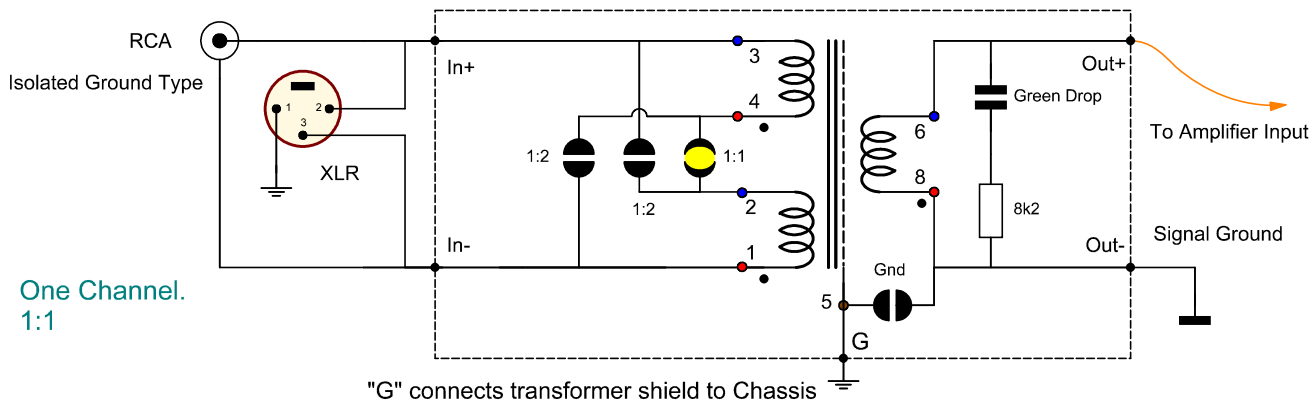 RCA
Isolated Ground Type
1
2
3
XLR
In+
In-
3
4
1:2
1:1
1:2
2
1
5
Gnd
G
6
8
Green Drop
8k2
Out+
Out-
To Amplifier Input
Signal Ground
One Channel.
1:1
"G" connects transformer shield to Chassis